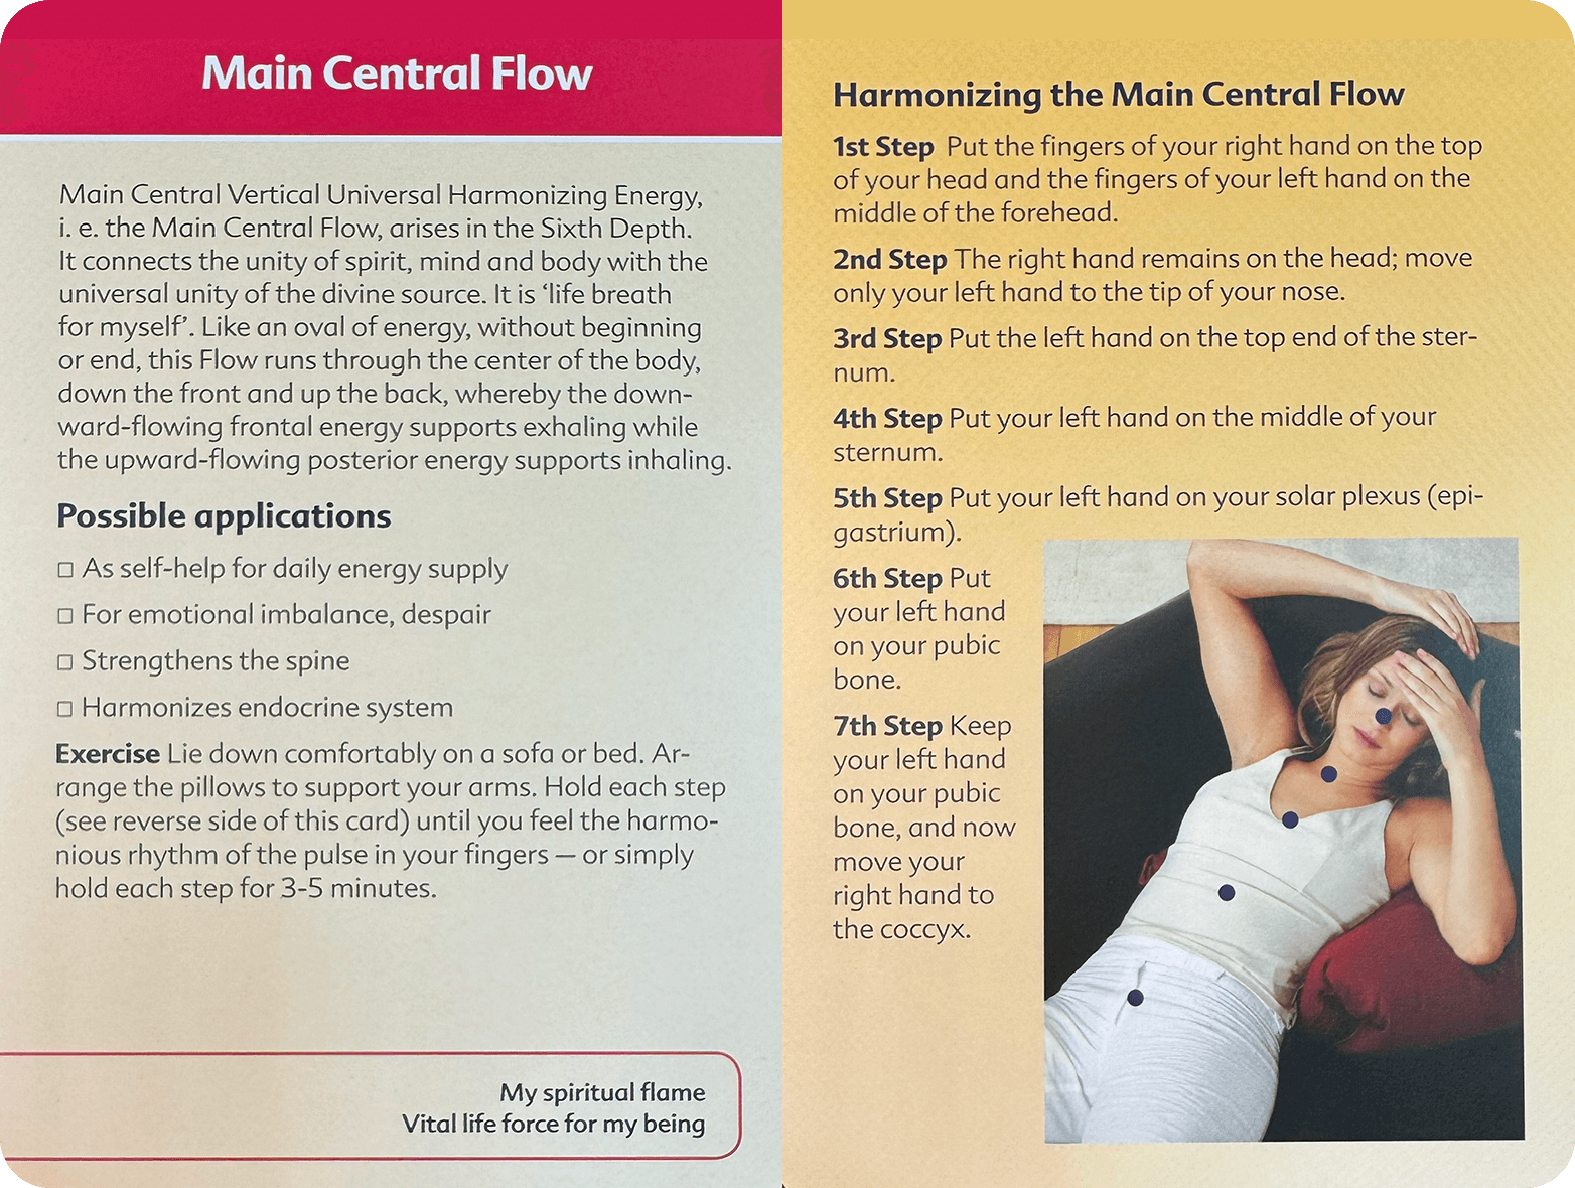 Main Central Flow
Main Central Vertical Universal Harmonizing Energy,
i. e. the Main Central Flow, arises in the Sixth Depth.
It connects the unity of spirit, mind and body with the
universal unity of the divine source. It is ‘life breath
for myself’. Like an oval of energy, without beginning
or end, this Flow runs through the center of the body,
down the front and up the back, whereby the down-
ward-flowing frontal energy supports exhaling while
the upward-flowing posterior energy supports inhaling.
Possible applications
□ As self-help for daily energy supply
□ For emotional imbalance, despair
□ Strengthens the spine
□ Harmonizes endocrine system
Exercise Lie down comfortably on a sofa or bed. Ar-
range the pillows to support your arms. Hold each step
(see reverse side of this card) until you feel the harmo-
nious rhythm of the pulse in your fingers — or simply
hold each step for 3-5 minutes.
My spiritual flame
Vital life force for my being
Harmonizing the Main Central Flow
1st Step Put the fingers of your right hand on the top
of your head and the fingers of your left hand on the
middle of the forehead.
2nd Step The right hand remains on the head; move
only your left hand to the tip of your nose.
3rd Step Put the left hand on the top end of the ster-
num.
4th Step Put your left hand on the middle of your
sternum.
5th Step Put your left hand on your solar plexus (epi-
gastrium).
6th Step Put
your left hand
on your pubic
bone.
7th Step Keep
your left hand
on your pubic
bone, and now
move your
right hand to
the coccyx.